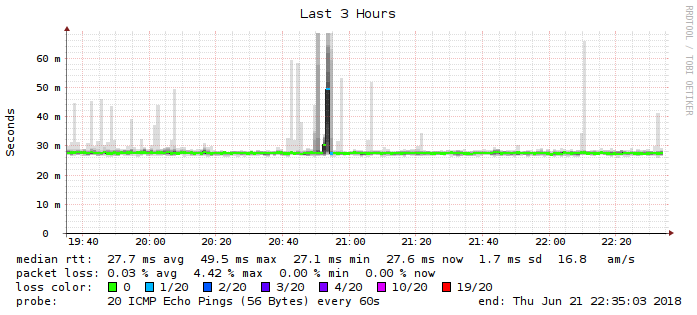 Last 3 Hours
RRDTOOL / TOBI OETIKER
Seconds
60 m
50 m
40 m
30 m
20 m
10 m
0
19:40 20:00 20:20 20:40 21:00 21:20 21:40 22:00 22:20
median rtt: 27.7 ms avg 49.5 ms max 27.1 ms min 27.6 ms now 1.7 ms sd 16.8 am/s
packet loss: 0.03 % avg 4.42 % max 0.00 % min 0.00 % now
loss color: 0 1/20 2/20 3/20 4/20 10/20 19/20
probe: 20 ICMP Echo Pings (56 Bytes) every 60s end: Thu Jun 21 22:35:03 2018